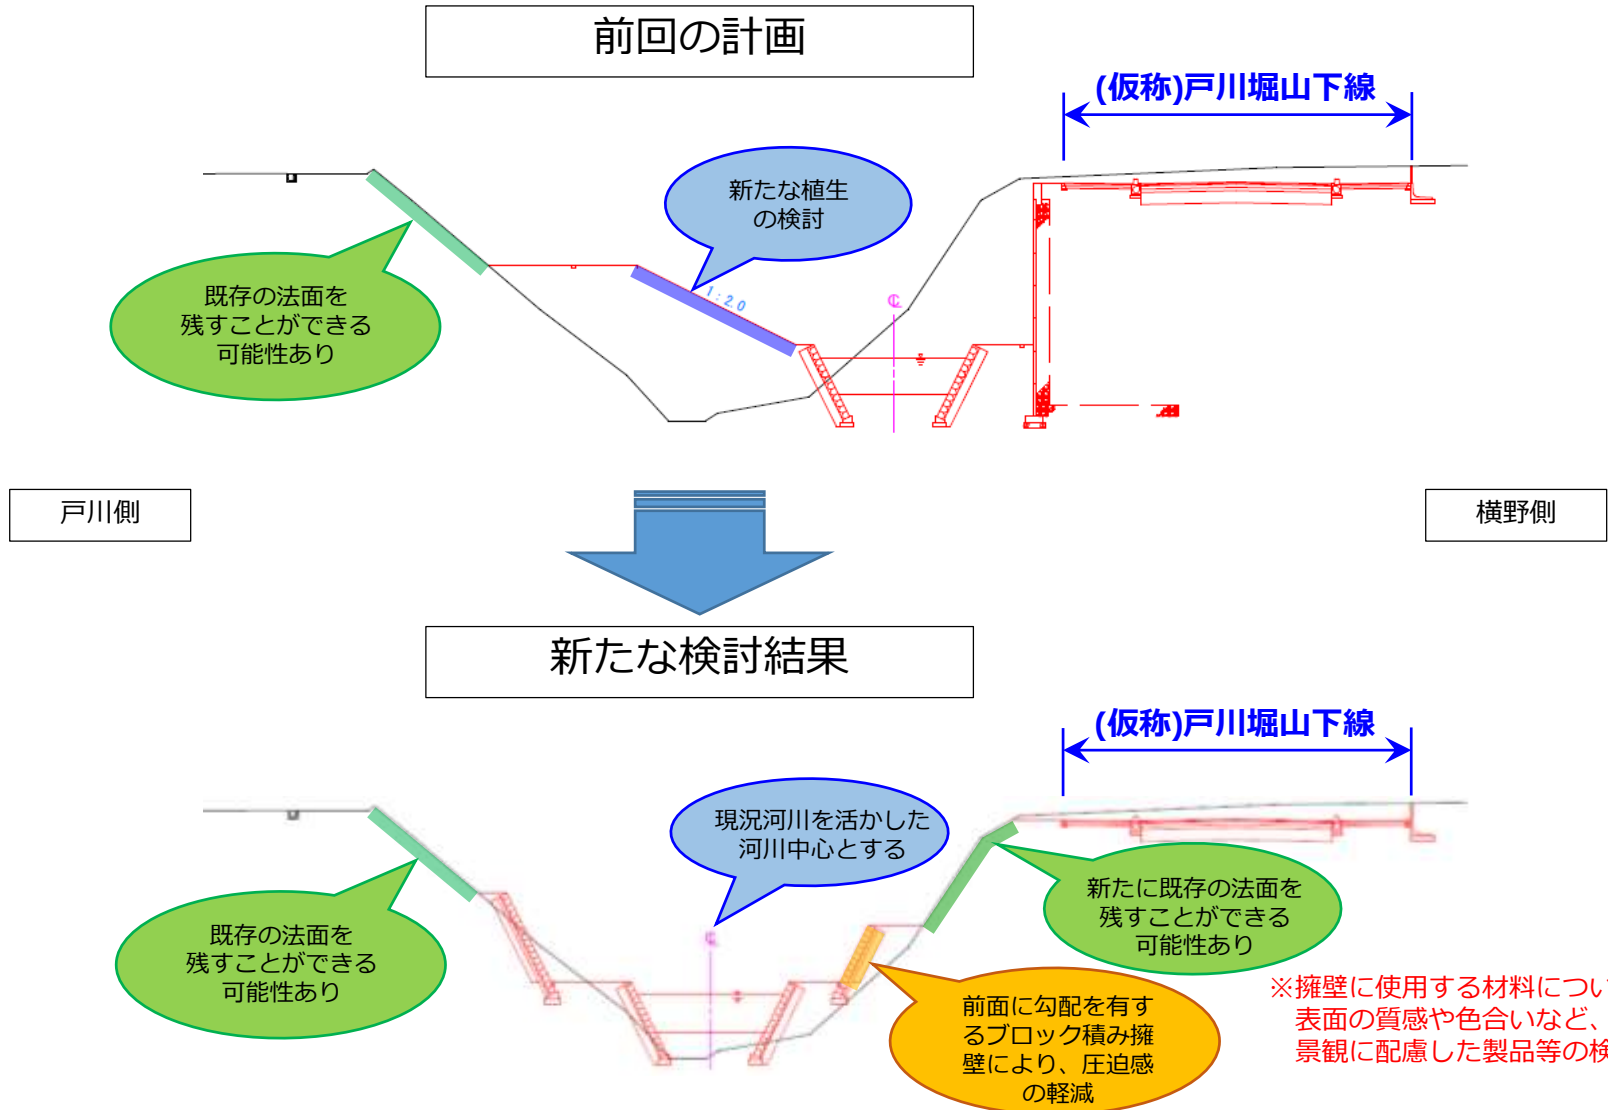 前回の計画
(仮称)戸川堀山下線
新たな植生
の検討
既存の法面を
残すことができる
可能性あり
1:2.0
℄
戸川側
横野側
新たな検討結果
(仮称)戸川堀山下線
現況河川を活かした
河川中心とする
新たに既存の法面を
残すことができる
可能性あり
既存の法面を
残すことができる
可能性あり
℄
前面に勾配を有す
るブロック積み擁
壁により、圧迫感
の軽減
※擁壁に使用する材料につい
表面の質感や色合いなど、
景観に配慮した製品等の検